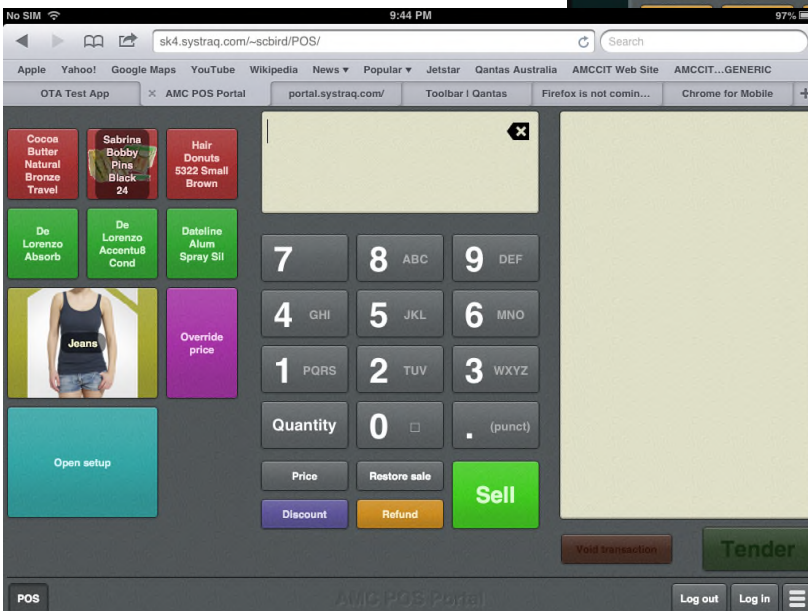 No SIM 9:44 PM 97%
sk4.systraq.com/~scbird/POS/ Search
Apple Yahoo! Google Maps YouTube Wikipedia News ▾ Popular ▾ Jetstar Qantas Australia AMCCIT Web Site AMCCIT...GENERIC
OTA Test App × AMC POS Portal portal.systraq.com/ Toolbar | Qantas Firefox is not comin... Chrome for Mobile +
Cocoa
Butter
Natural
Bronze
Travel
Sabrina
Bobby
Pins
Black
24
Hair
Donuts
5322 Small
Brown
De
Lorenzo
Absorb
De
Lorenzo
Accentu8
Cond
Dateline
Alum
Spray Sil
Jeans
Override
price
Open setup
7 8 ABC 9 DEF
4 GHI 5 JKL 6 MNO
1 PQRS 2 TUV 3 WXYZ
Quantity 0 . (punct)
Price Restore sale
Sell
Discount Refund
Void transaction Tender
POS AMC POS Portal Log out Log in